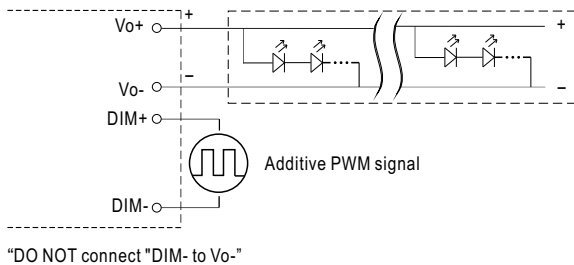 Vo+
+
+
−
Vo-
−
DIM+
Additive PWM signal
DIM-
“DO NOT connect "DIM- to Vo-”